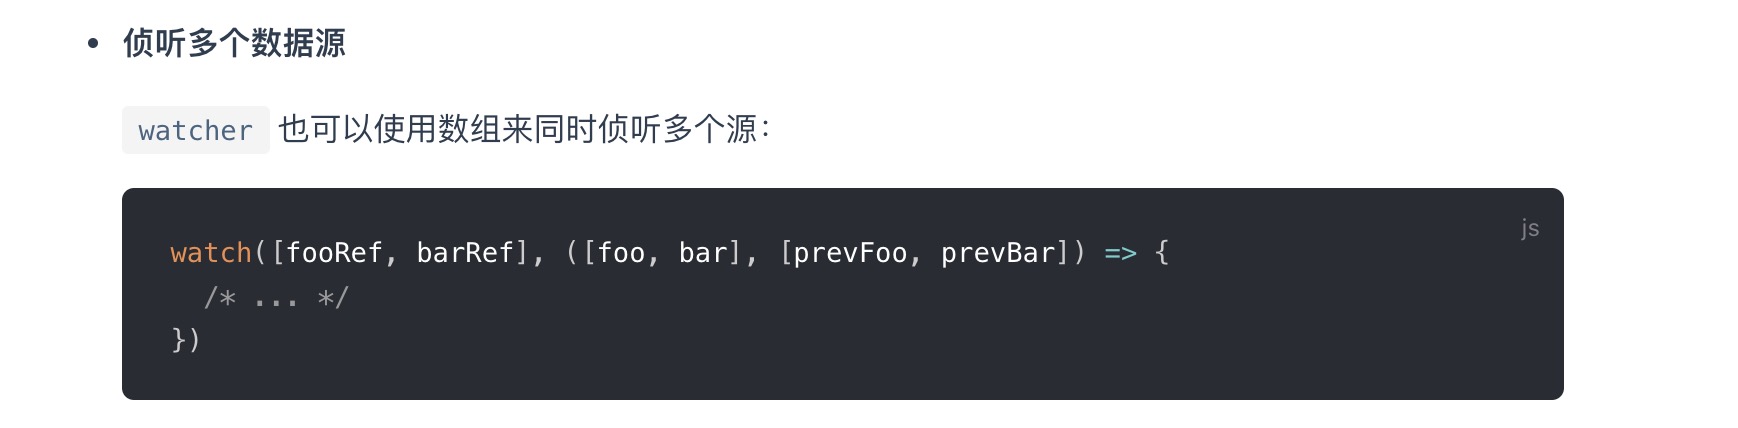 • 侦听多个数据源
watcher 也可以使用数组来同时侦听多个源：
js
watch([fooRef, barRef], ([foo, bar], [prevFoo, prevBar]) => {
  /* ... */
})